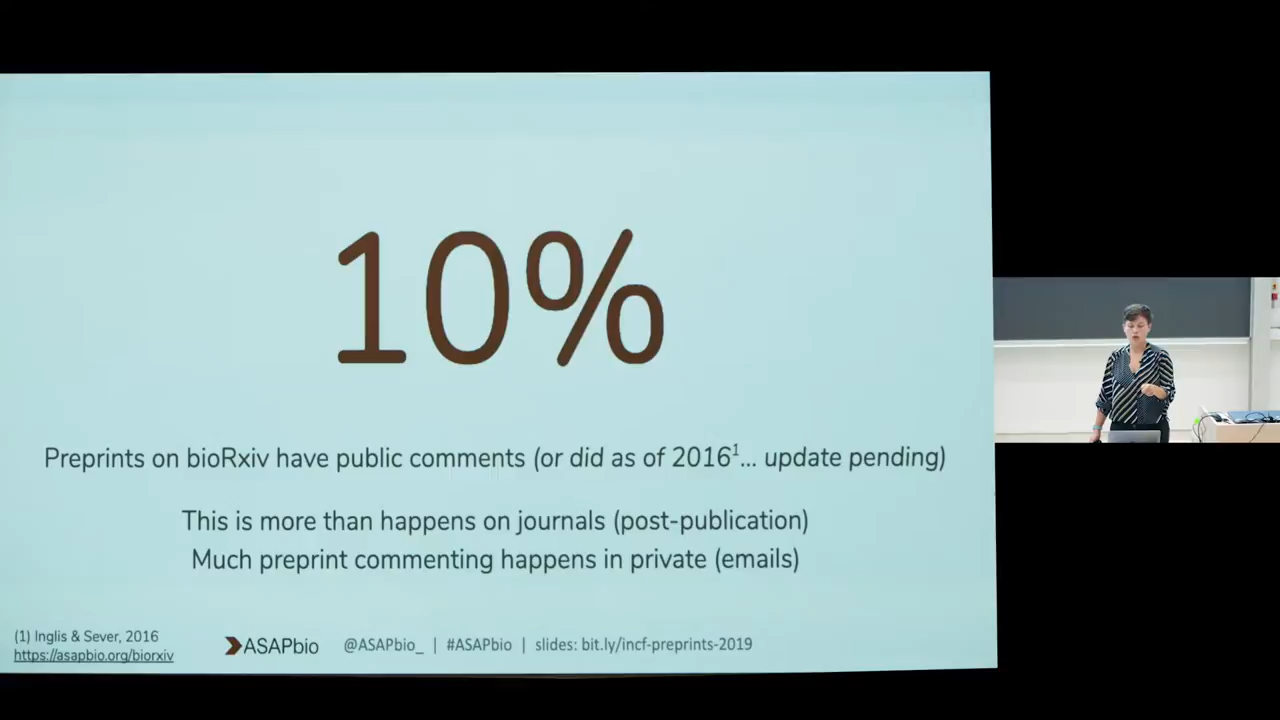 10%
Preprints on bioRxiv have public comments (or did as of 2016¹... update pending)
This is more than happens on journals (post-publication)
Much preprint commenting happens in private (emails)
(1) Inglis & Sever, 2016
https://asapbio.org/biorxiv
ASAPbio @ASAPbio_ | #ASAPbio | slides: bit.ly/incf-preprints-2019